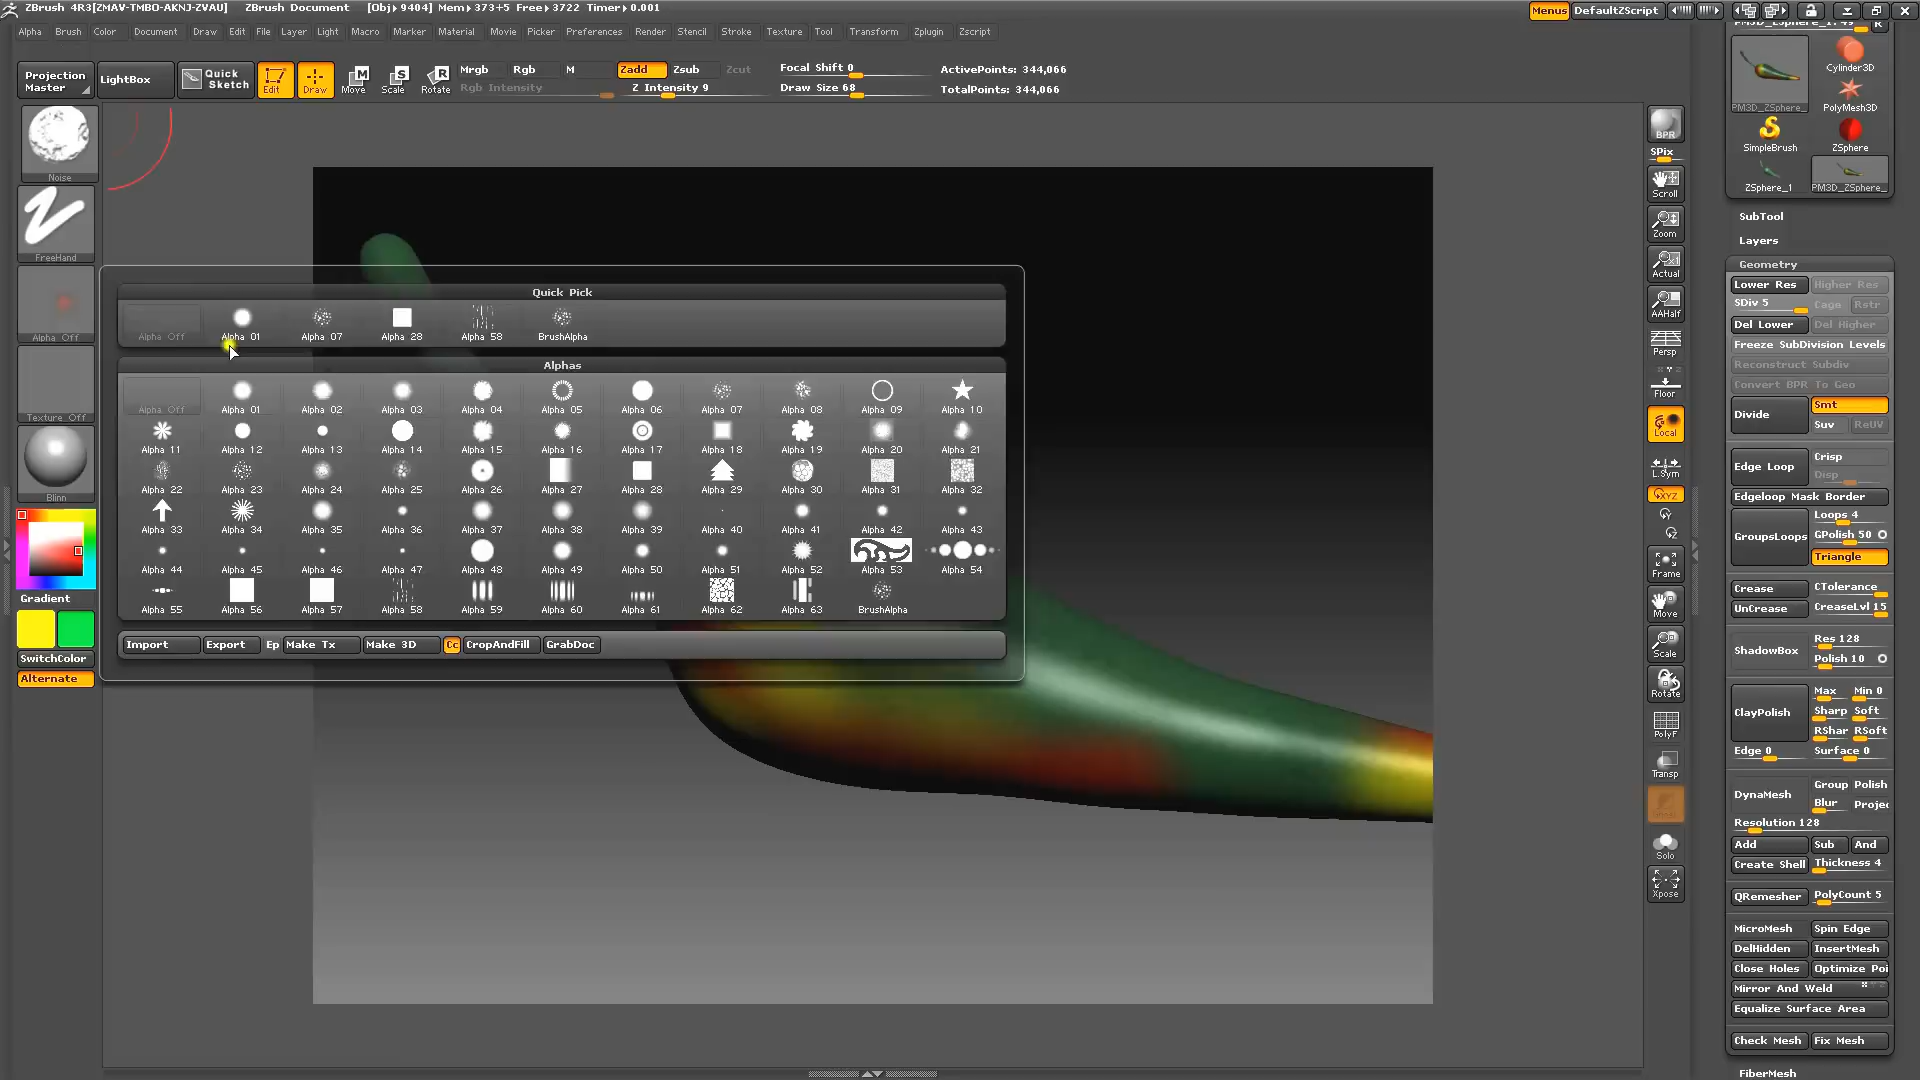 ZBrush 4R3[ZMAV-TMBO-AKNJ-ZVAU] ZBrush Document [Obj▸9404] Mem▸373+5 Free▸3722 Timer▸0.001 Menus DefaultZScript
Alpha Brush Color Document Draw Edit File Layer Light Macro Marker Material Movie Picker Preferences Render Stencil Stroke Texture Tool Transform Zplugin Zscript
Projection Master LightBox Quick Sketch Edit Draw Move Scale Rotate
Mrgb Rgb M Zadd Zsub Zcut Focal Shift 0 ActivePoints: 344,066
Rgb Intensity Z Intensity 9 Draw Size 68 TotalPoints: 344,066
Noise
FreeHand
Alpha Off
Texture Off
Blinn
Gradient
SwitchColor
Alternate
Quick Pick
Alpha Off Alpha 01 Alpha 07 Alpha 28 Alpha 58 BrushAlpha
Alphas
Alpha Off Alpha 01 Alpha 02 Alpha 03 Alpha 04 Alpha 05 Alpha 06 Alpha 07 Alpha 08 Alpha 09 Alpha 10
Alpha 11 Alpha 12 Alpha 13 Alpha 14 Alpha 15 Alpha 16 Alpha 17 Alpha 18 Alpha 19 Alpha 20 Alpha 21
Alpha 22 Alpha 23 Alpha 24 Alpha 25 Alpha 26 Alpha 27 Alpha 28 Alpha 29 Alpha 30 Alpha 31 Alpha 32
Alpha 33 Alpha 34 Alpha 35 Alpha 36 Alpha 37 Alpha 38 Alpha 39 Alpha 40 Alpha 41 Alpha 42 Alpha 43
Alpha 44 Alpha 45 Alpha 46 Alpha 47 Alpha 48 Alpha 49 Alpha 50 Alpha 51 Alpha 52 Alpha 53 Alpha 54
Alpha 55 Alpha 56 Alpha 57 Alpha 58 Alpha 59 Alpha 60 Alpha 61 Alpha 62 Alpha 63 BrushAlpha
Import Export Ep Make Tx Make 3D Cc CropAndFill GrabDoc
BPR
SPix
Scroll
Zoom
Actual
AAHalf
Persp
Floor
Local
L.Sym
XYZ
Frame
Move
Scale
Rotate
PolyF
Transp
Solo
Xpose
R
Cylinder3D
PM3D_ZSphere_ PolyMesh3D
SimpleBrush ZSphere
ZSphere_1 PM3D_ZSphere_
SubTool
Layers
Geometry
Lower Res Higher Res
SDiv 5 Cage Rstr
Del Lower Del Higher
Freeze SubDivision Levels
Reconstruct Subdiv
Convert BPR To Geo
Divide Smt
Suv ReUV
Edge Loop Crisp
Disp
Edgeloop Mask Border
GroupsLoops Loops 4
GPolish 50
Triangle
Crease CTolerance
UnCrease CreaseLvl 15
ShadowBox Res 128
Polish 10
ClayPolish Max Min 0
Sharp Soft
RShar RSoft
Edge 0 Surface 0
DynaMesh Group Polish
Blur Projec
Resolution 128
Add Sub And
Create Shell Thickness 4
QRemesher PolyCount 5
MicroMesh Spin Edge
DelHidden InsertMesh
Close Holes Optimize Poi
Mirror And Weld
Equalize Surface Area
Check Mesh Fix Mesh
FiberMesh